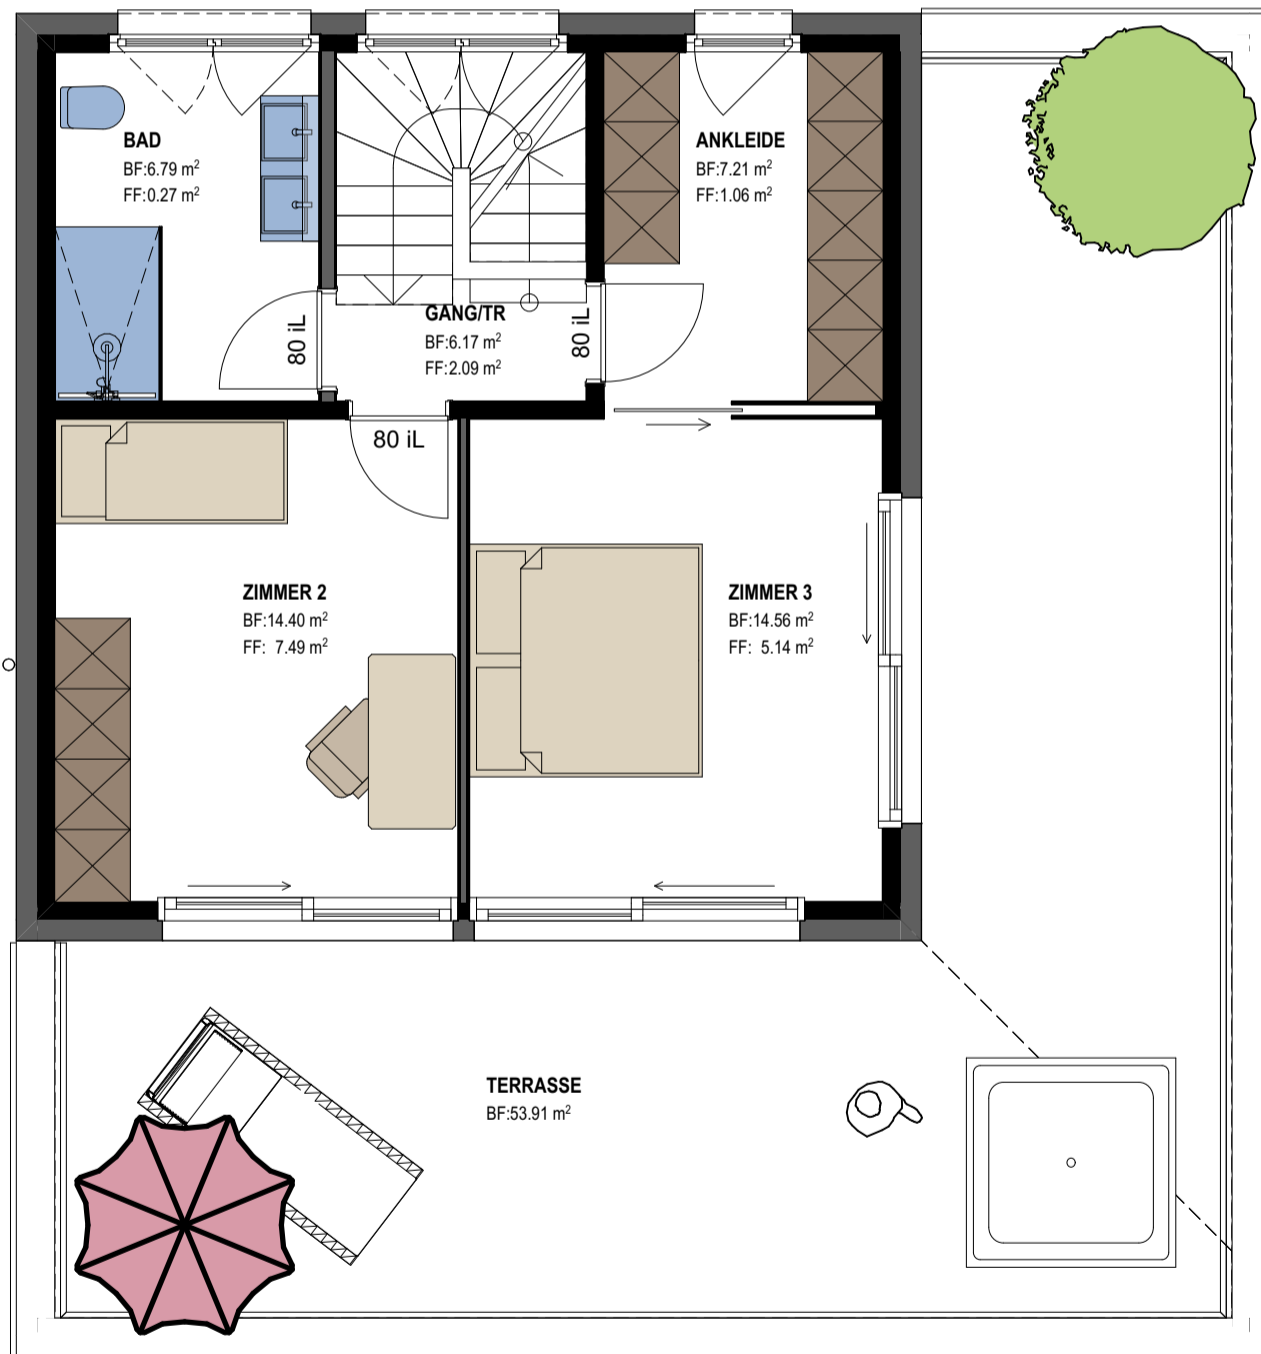 BAD
BF:6.79 m²
FF:0.27 m²
ANKLEIDE
BF:7.21 m²
FF:1.06 m²
GANG/TR
BF:6.17 m²
FF:2.09 m²
80 iL
80 iL
80 iL
ZIMMER 2
BF:14.40 m²
FF: 7.49 m²
ZIMMER 3
BF:14.56 m²
FF: 5.14 m²
TERRASSE
BF:53.91 m²